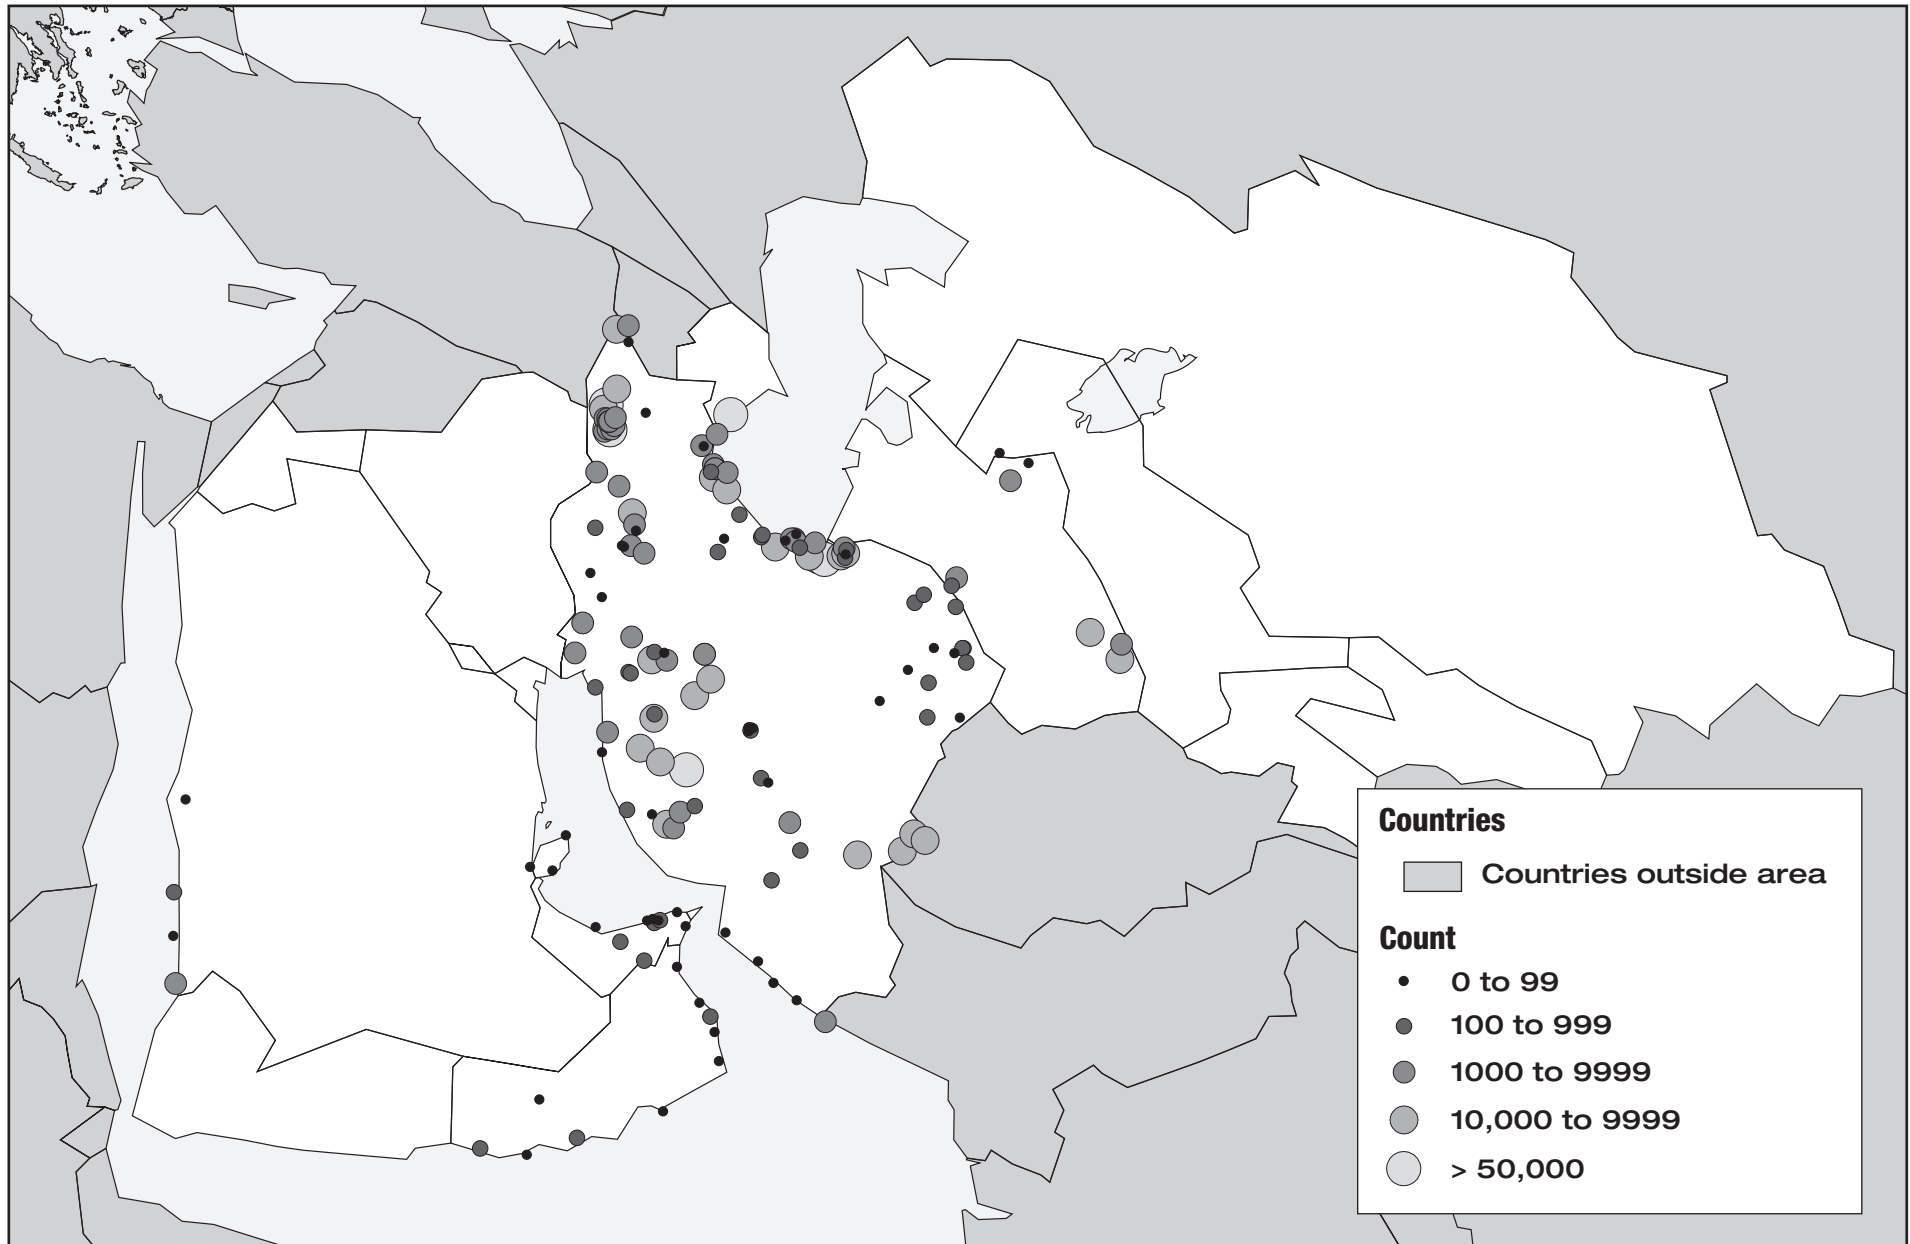 Countries
Countries outside area
Count
0 to 99
100 to 999
1000 to 9999
10,000 to 9999
> 50,000